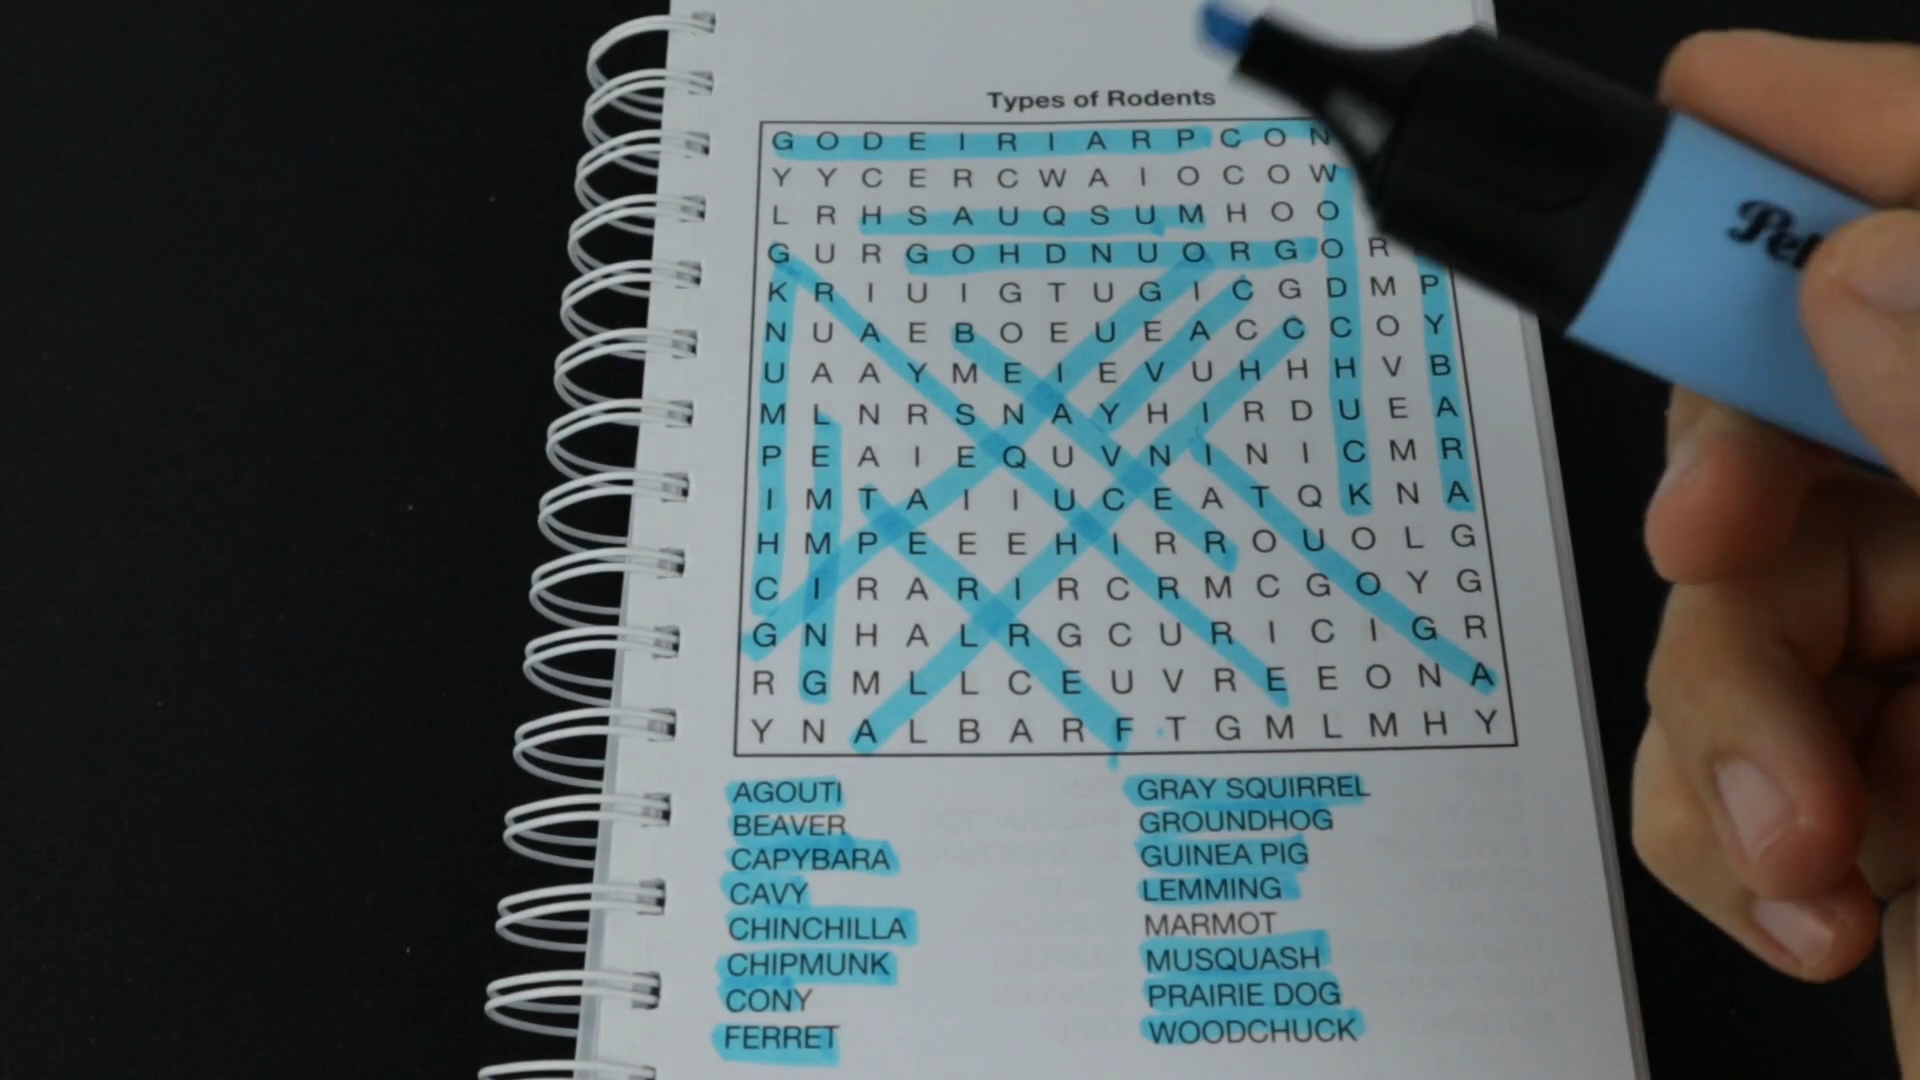 Types of Rodents
G O D E I R I A R P C O N
Y Y C E R C W A I O C O W
L R H S A U Q S U M H O O
G U R G O H D N U O R G O R
K R I U I G T U G I C G D M P
N U A E B O E U E A C C C O Y
U A A Y M E I E V U H H H V B
M L N R S N A Y H I R D U E A
P E A I E Q U V N I N I C M R
I M T A I I U C E A T Q K N A
H M P E E E H I R R O U O L G
C I R A R I R C R M C G O Y G
G N H A L R G C U R I C I G R
R G M L L C E U V R E E O N A
Y N A L B A R F T G M L M H Y
AGOUTI
BEAVER
CAPYBARA
CAVY
CHINCHILLA
CHIPMUNK
CONY
FERRET
GRAY SQUIRREL
GROUNDHOG
GUINEA PIG
LEMMING
MARMOT
MUSQUASH
PRAIRIE DOG
WOODCHUCK